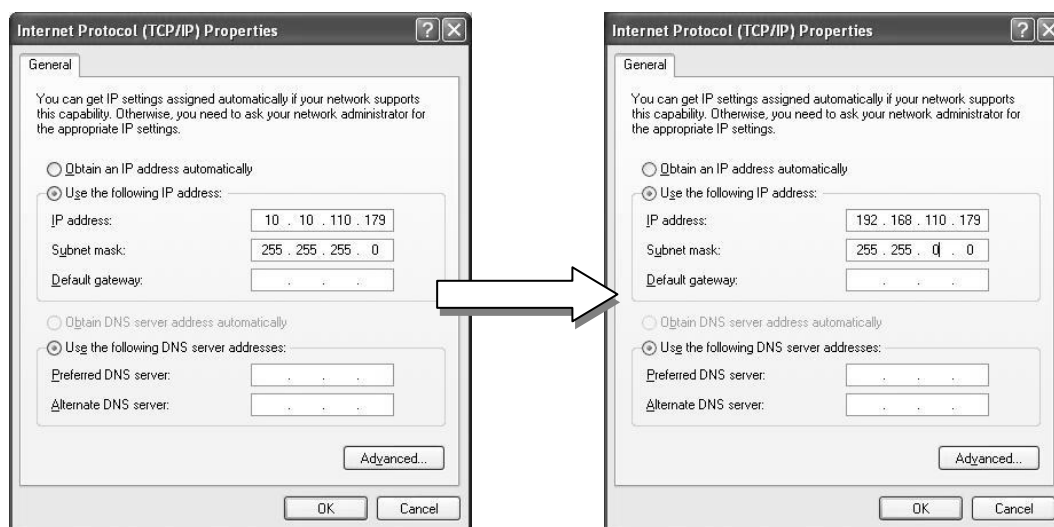 Internet Protocol (TCP/IP) Properties
General
You can get IP settings assigned automatically if your network supports
this capability. Otherwise, you need to ask your network administrator for
the appropriate IP settings.
Obtain an IP address automatically
Use the following IP address:
IP address: 10 . 10 . 110 . 179
Subnet mask: 255 . 255 . 255 . 0
Default gateway: . . .
Obtain DNS server address automatically
Use the following DNS server addresses:
Preferred DNS server: . . .
Alternate DNS server: . . .
Advanced...
OK Cancel
Internet Protocol (TCP/IP) Properties
General
You can get IP settings assigned automatically if your network supports
this capability. Otherwise, you need to ask your network administrator for
the appropriate IP settings.
Obtain an IP address automatically
Use the following IP address:
IP address: 192 . 168 . 110 . 179
Subnet mask: 255 . 255 . 0 . 0
Default gateway: . . .
Obtain DNS server address automatically
Use the following DNS server addresses:
Preferred DNS server: . . .
Alternate DNS server: . . .
Advanced...
OK Cancel